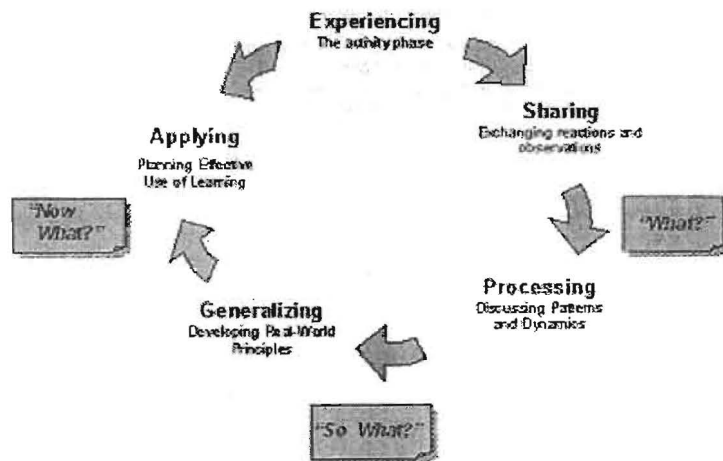 Experiencing
The activity phase
Sharing
Exchanging reactions and
observations
"What?"
Processing
Discussing Patterns
and Dynamics
"So What?"
Generalizing
Developing Real-World
Principles
"Now
What?"
Applying
Planning Effective
Use of Learning